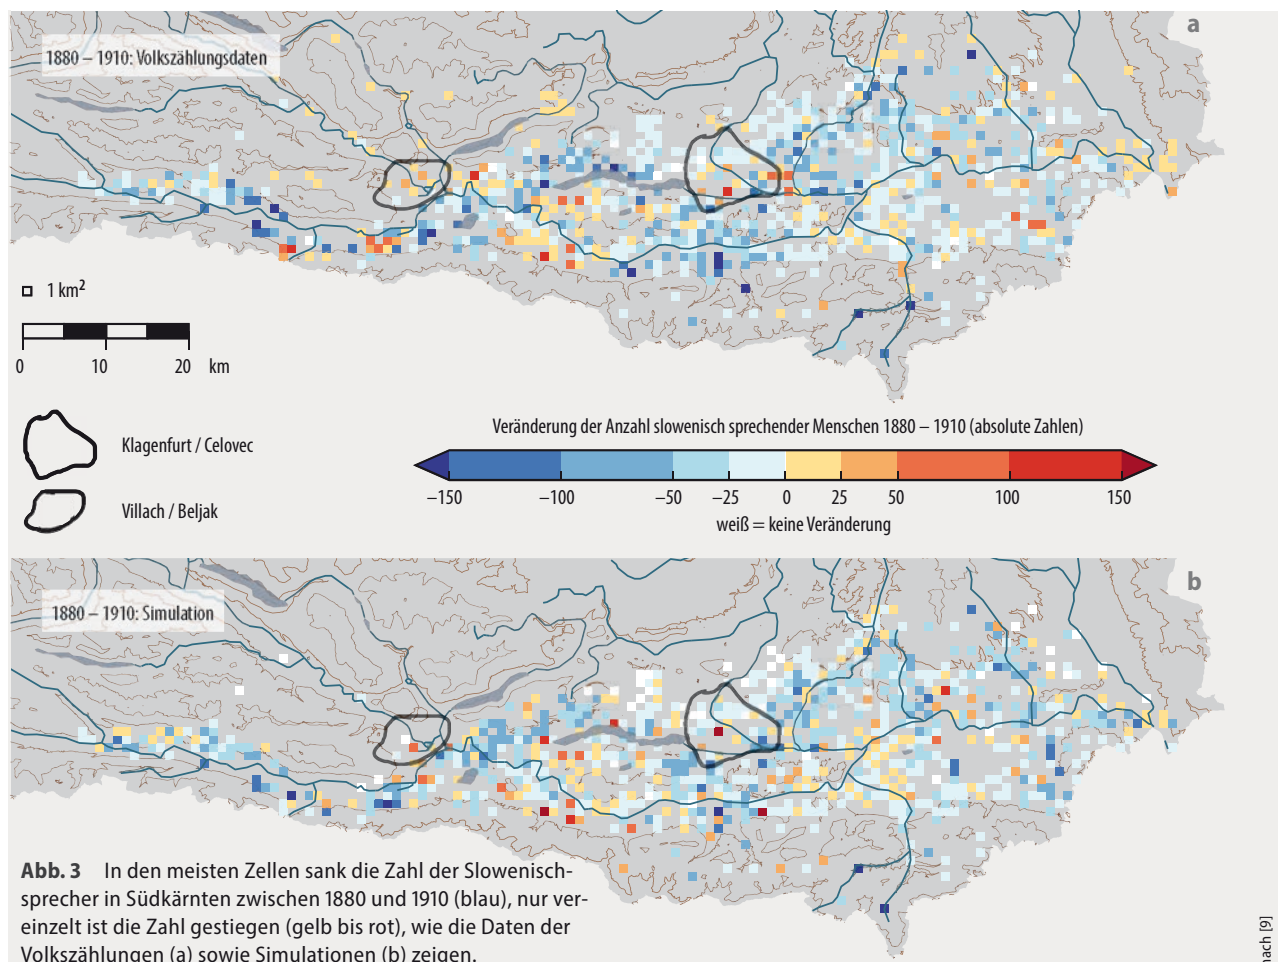 a
1880 – 1910: Volkszählungsdaten
1 km²
0 10 20 km
Klagenfurt / Celovec
Villach / Beljak
Veränderung der Anzahl slowenisch sprechender Menschen 1880 – 1910 (absolute Zahlen)
–150 –100 –50 –25 0 25 50 100 150
weiß = keine Veränderung
b
1880 – 1910: Simulation
Abb. 3 In den meisten Zellen sank die Zahl der Slowenisch-
sprecher in Südkärnten zwischen 1880 und 1910 (blau), nur ver-
einzelt ist die Zahl gestiegen (gelb bis rot), wie die Daten der
Volkszählungen (a) sowie Simulationen (b) zeigen.
[9]